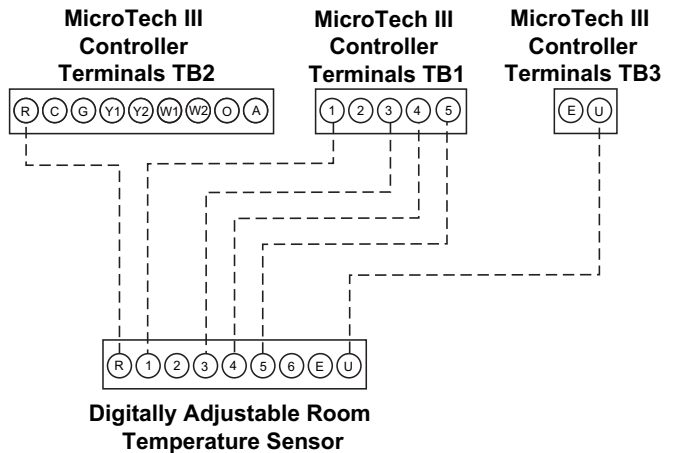 MicroTech III
Controller
Terminals TB2
MicroTech III
Controller
Terminals TB1
MicroTech III
Controller
Terminals TB3
R C G Y1 Y2 W1 W2 O A
1 2 3 4 5
E U
R 1 2 3 4 5 6 E U
Digitally Adjustable Room
Temperature Sensor